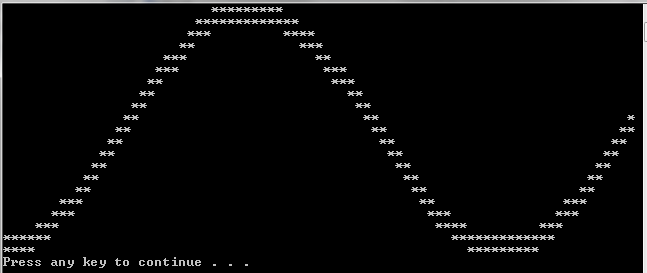 Press any key to continue . . .